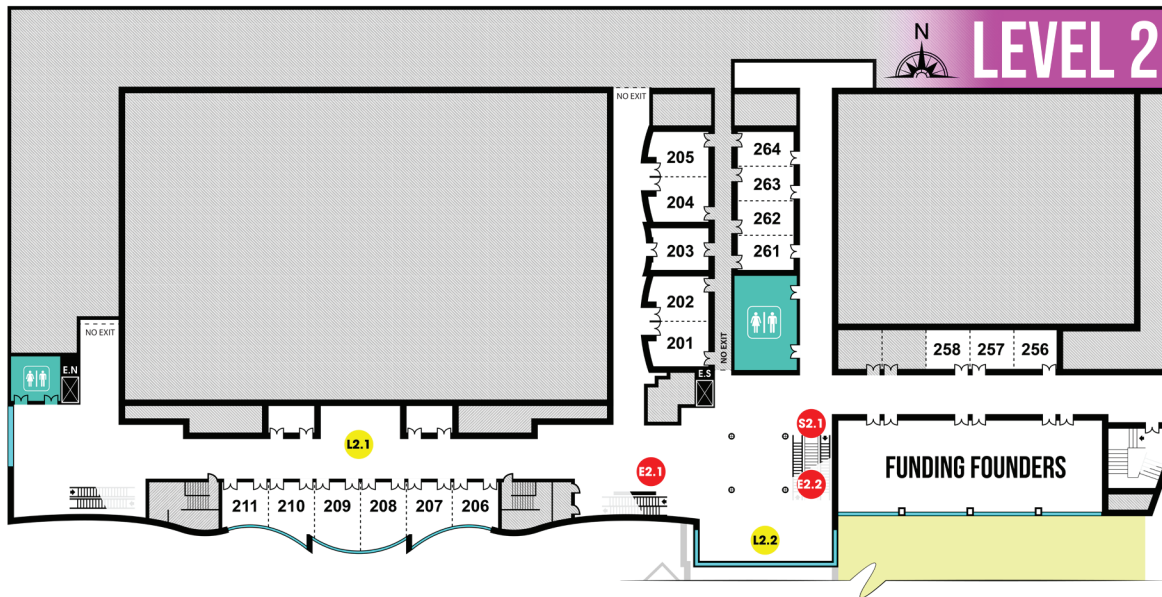 N
LEVEL 2
NO EXIT
205
264
204
263
262
203
261
202
201
NO EXIT
NO EXIT
E.N
E.S
258
257
256
S2.1
L2.1
E2.1
FUNDING FOUNDERS
E2.2
211
210
209
208
207
206
L2.2